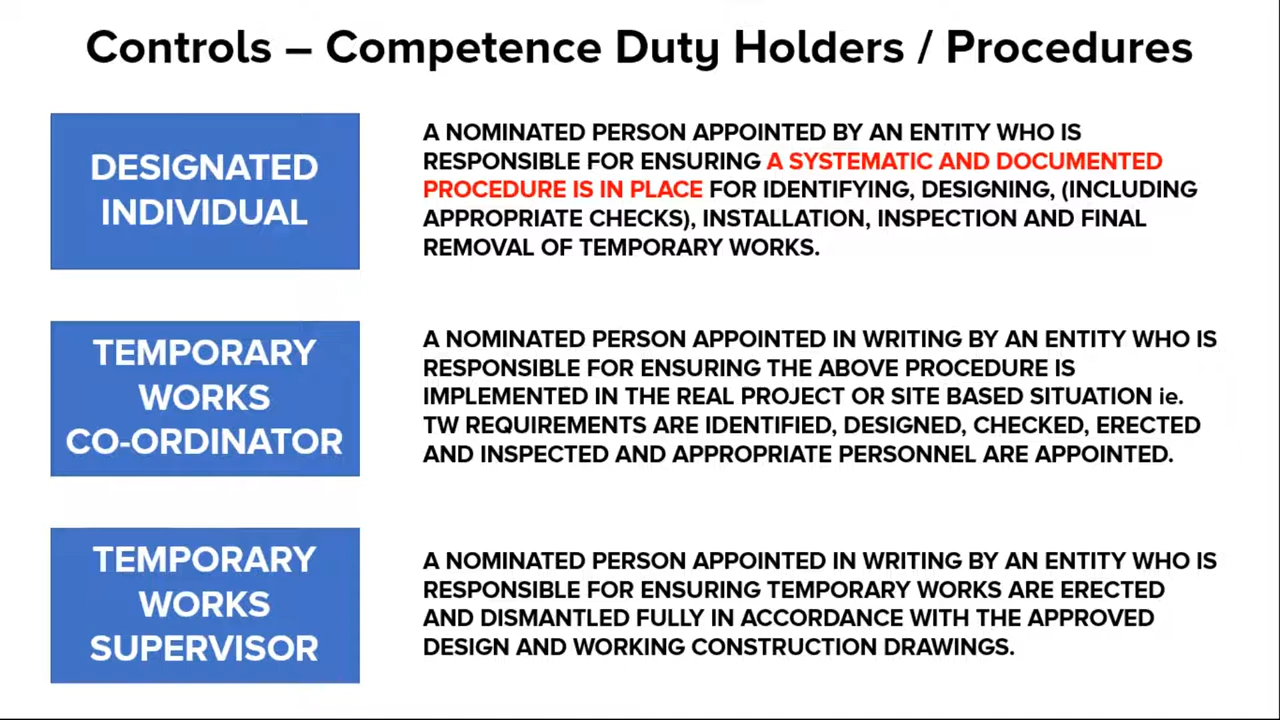 Controls – Competence Duty Holders / Procedures
DESIGNATED
INDIVIDUAL
A NOMINATED PERSON APPOINTED BY AN ENTITY WHO IS
RESPONSIBLE FOR ENSURING A SYSTEMATIC AND DOCUMENTED
PROCEDURE IS IN PLACE FOR IDENTIFYING, DESIGNING, (INCLUDING
APPROPRIATE CHECKS), INSTALLATION, INSPECTION AND FINAL
REMOVAL OF TEMPORARY WORKS.
TEMPORARY
WORKS
CO-ORDINATOR
A NOMINATED PERSON APPOINTED IN WRITING BY AN ENTITY WHO IS
RESPONSIBLE FOR ENSURING THE ABOVE PROCEDURE IS
IMPLEMENTED IN THE REAL PROJECT OR SITE BASED SITUATION ie.
TW REQUIREMENTS ARE IDENTIFIED, DESIGNED, CHECKED, ERECTED
AND INSPECTED AND APPROPRIATE PERSONNEL ARE APPOINTED.
TEMPORARY
WORKS
SUPERVISOR
A NOMINATED PERSON APPOINTED IN WRITING BY AN ENTITY WHO IS
RESPONSIBLE FOR ENSURING TEMPORARY WORKS ARE ERECTED
AND DISMANTLED FULLY IN ACCORDANCE WITH THE APPROVED
DESIGN AND WORKING CONSTRUCTION DRAWINGS.